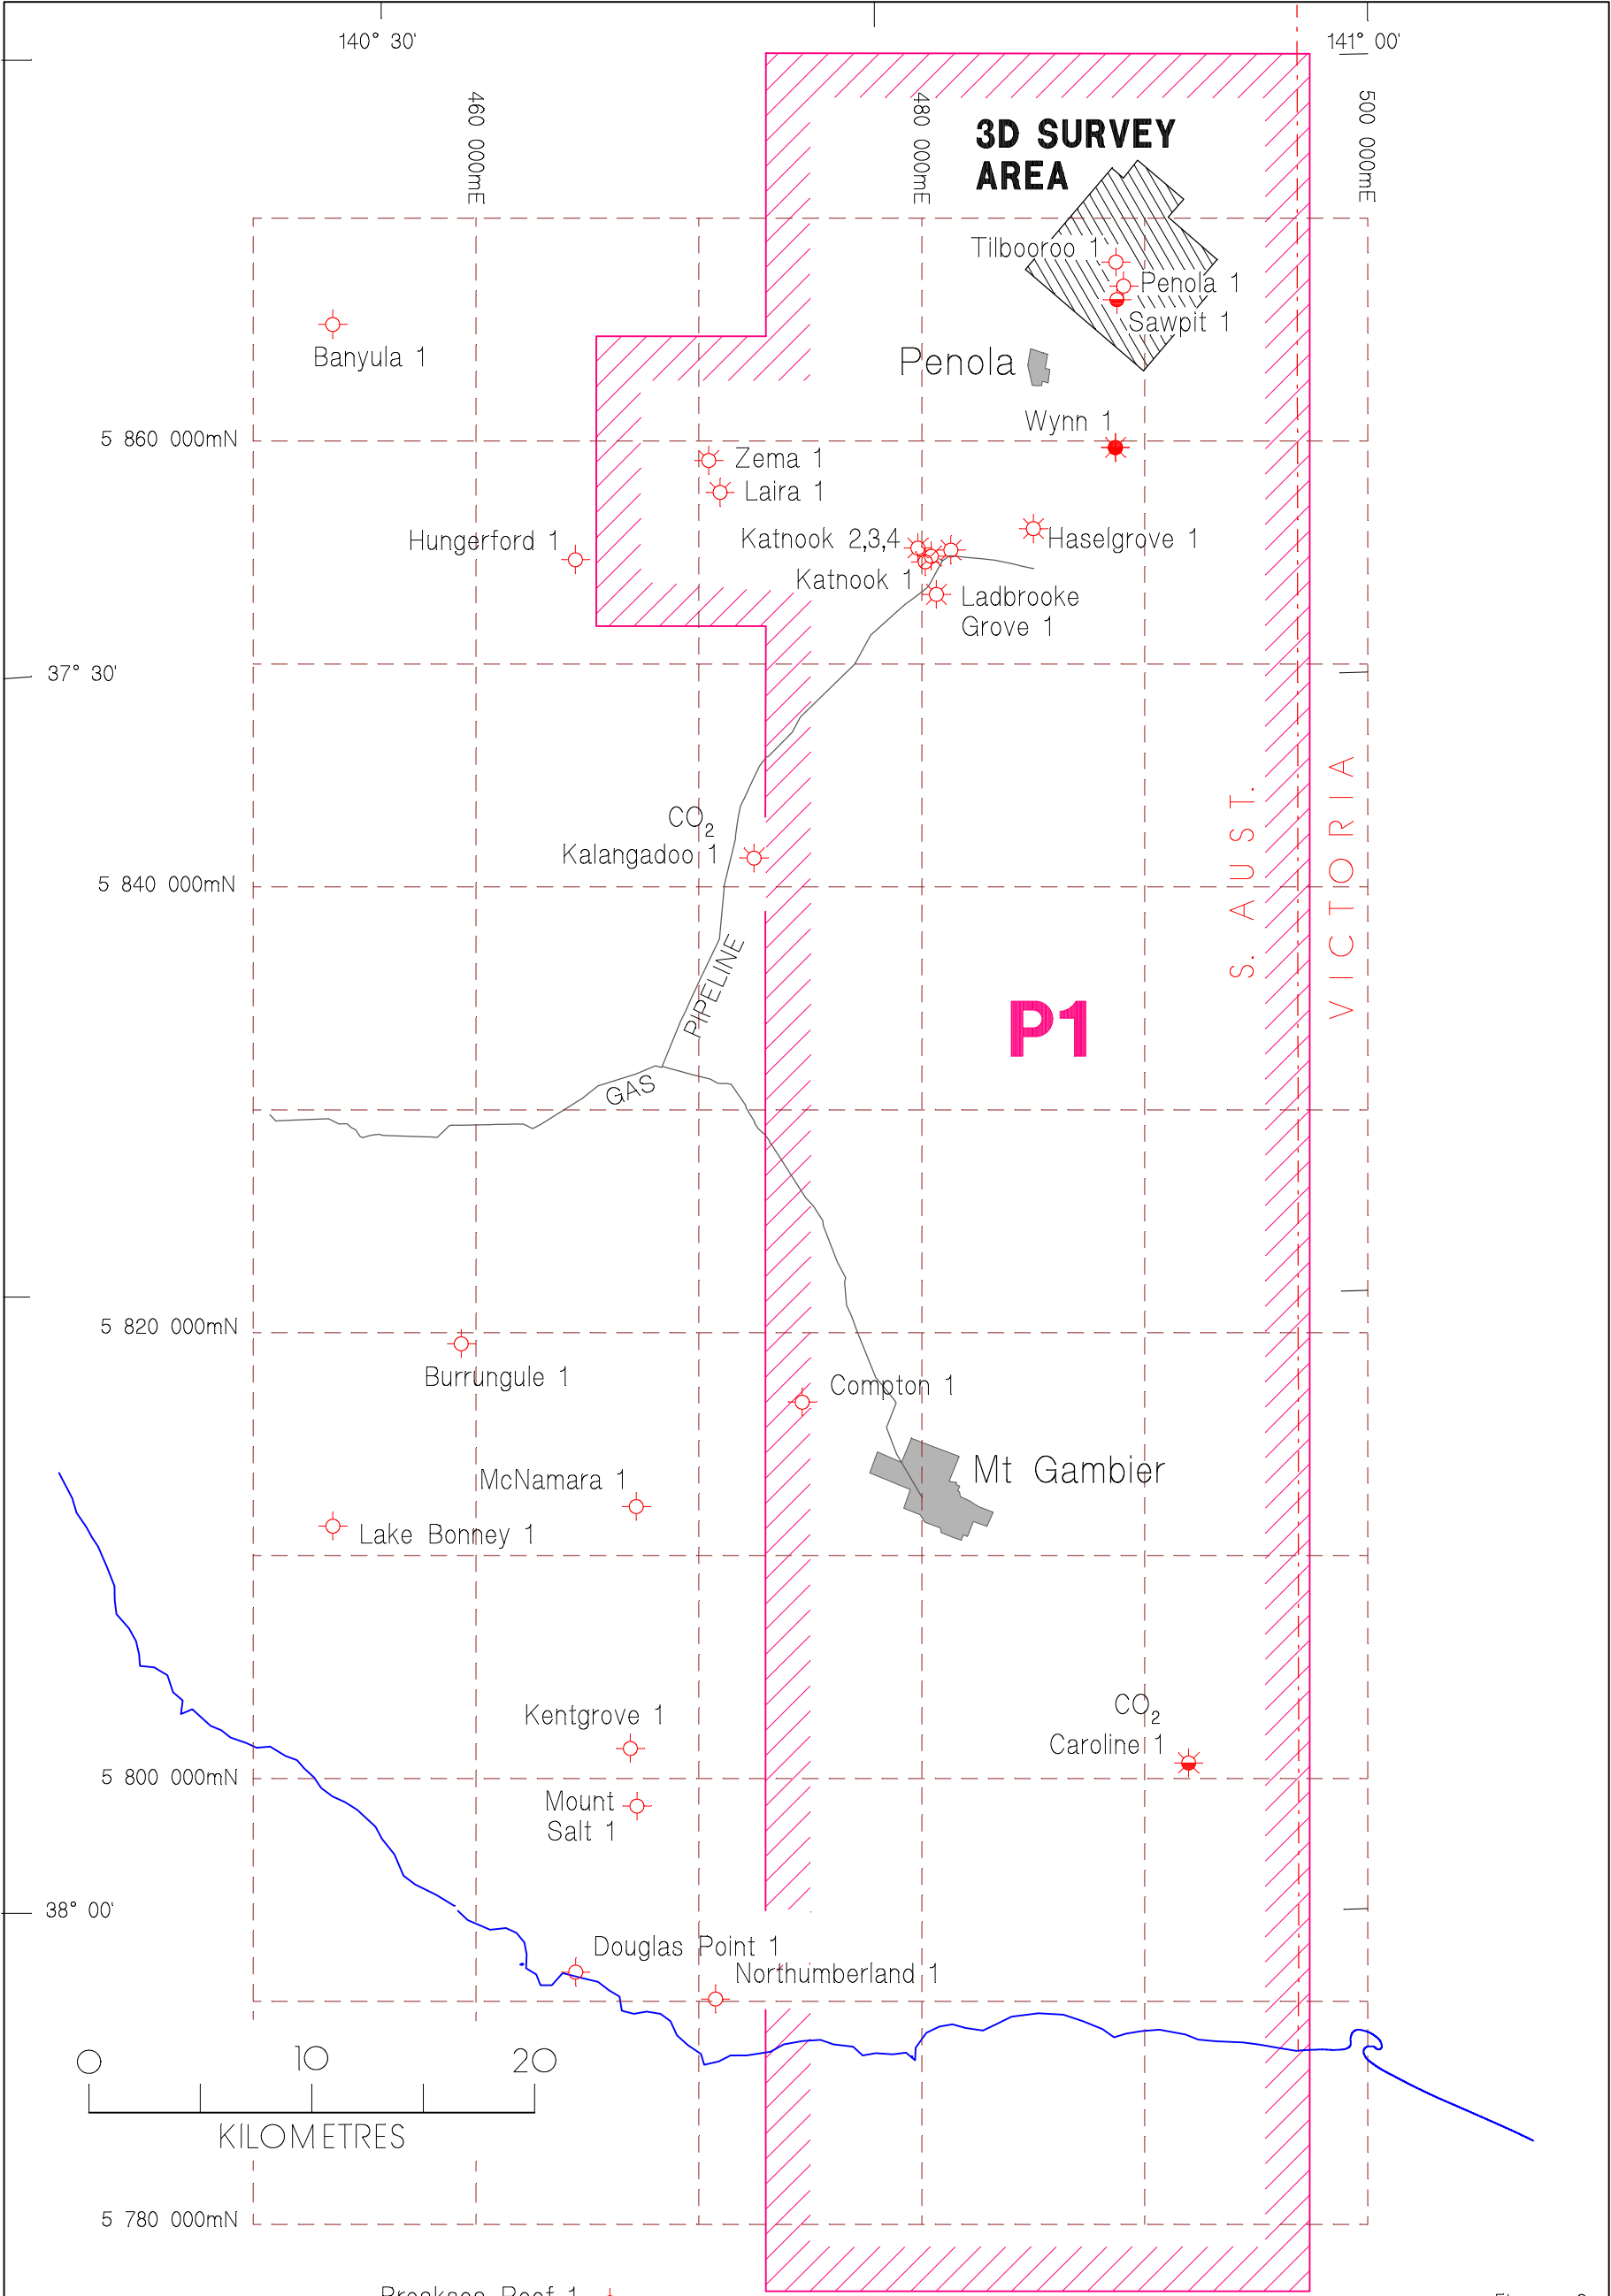 140° 30'
141° 00'
460 000mE
480 000mE
500 000mE
3D SURVEY
AREA
Tilbooroo 1
Penola 1
Sawpit 1
Banyula 1
Penola
Wynn 1
5 860 000mN
Zema 1
Laira 1
Hungerford 1
Katnook 2,3,4
Haselgrove 1
Katnook 1
Ladbrooke
Grove 1
37° 30'
CO2
Kalangadoo 1
S. AUST.
VICTORIA
5 840 000mN
PIPELINE
P1
GAS
5 820 000mN
Burrungule 1
Compton 1
Mt Gambier
McNamara 1
Lake Bonney 1
Kentgrove 1
CO2
Caroline 1
5 800 000mN
Mount
Salt 1
38° 00'
Douglas Point 1
Northumberland 1
0 10 20
KILOMETRES
5 780 000mN